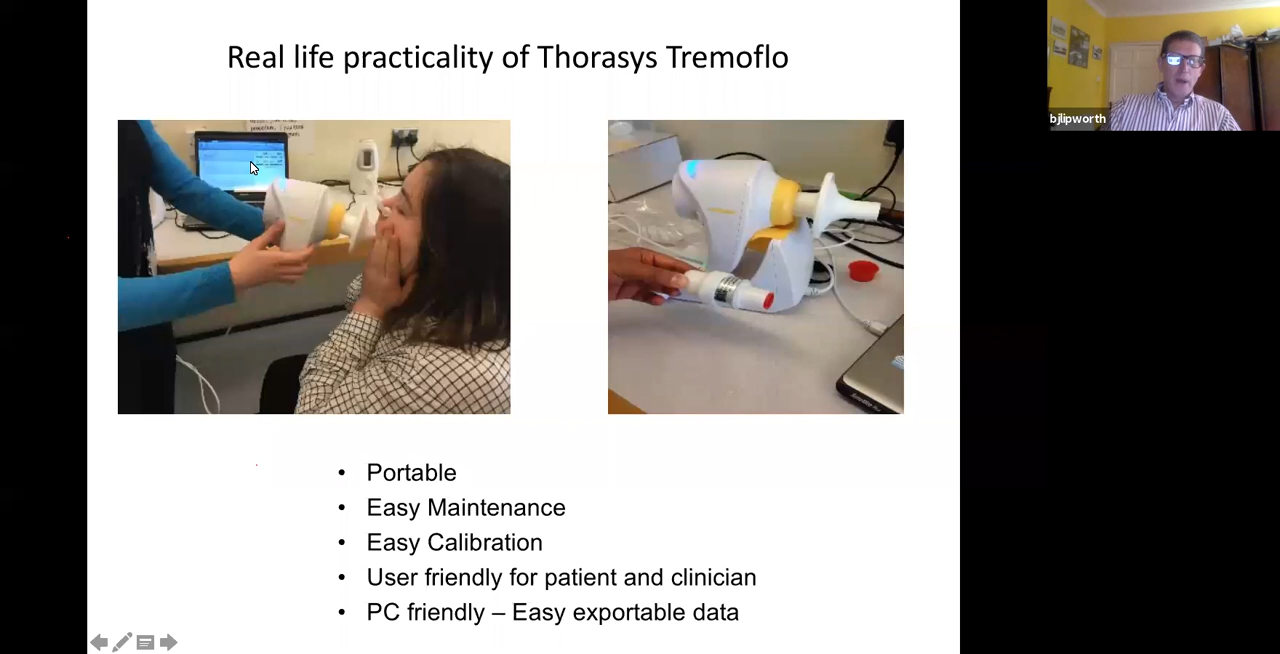 Real life practicality of Thorasys Tremoflo
bjlipworth
• Portable
• Easy Maintenance
• Easy Calibration
• User friendly for patient and clinician
• PC friendly – Easy exportable data